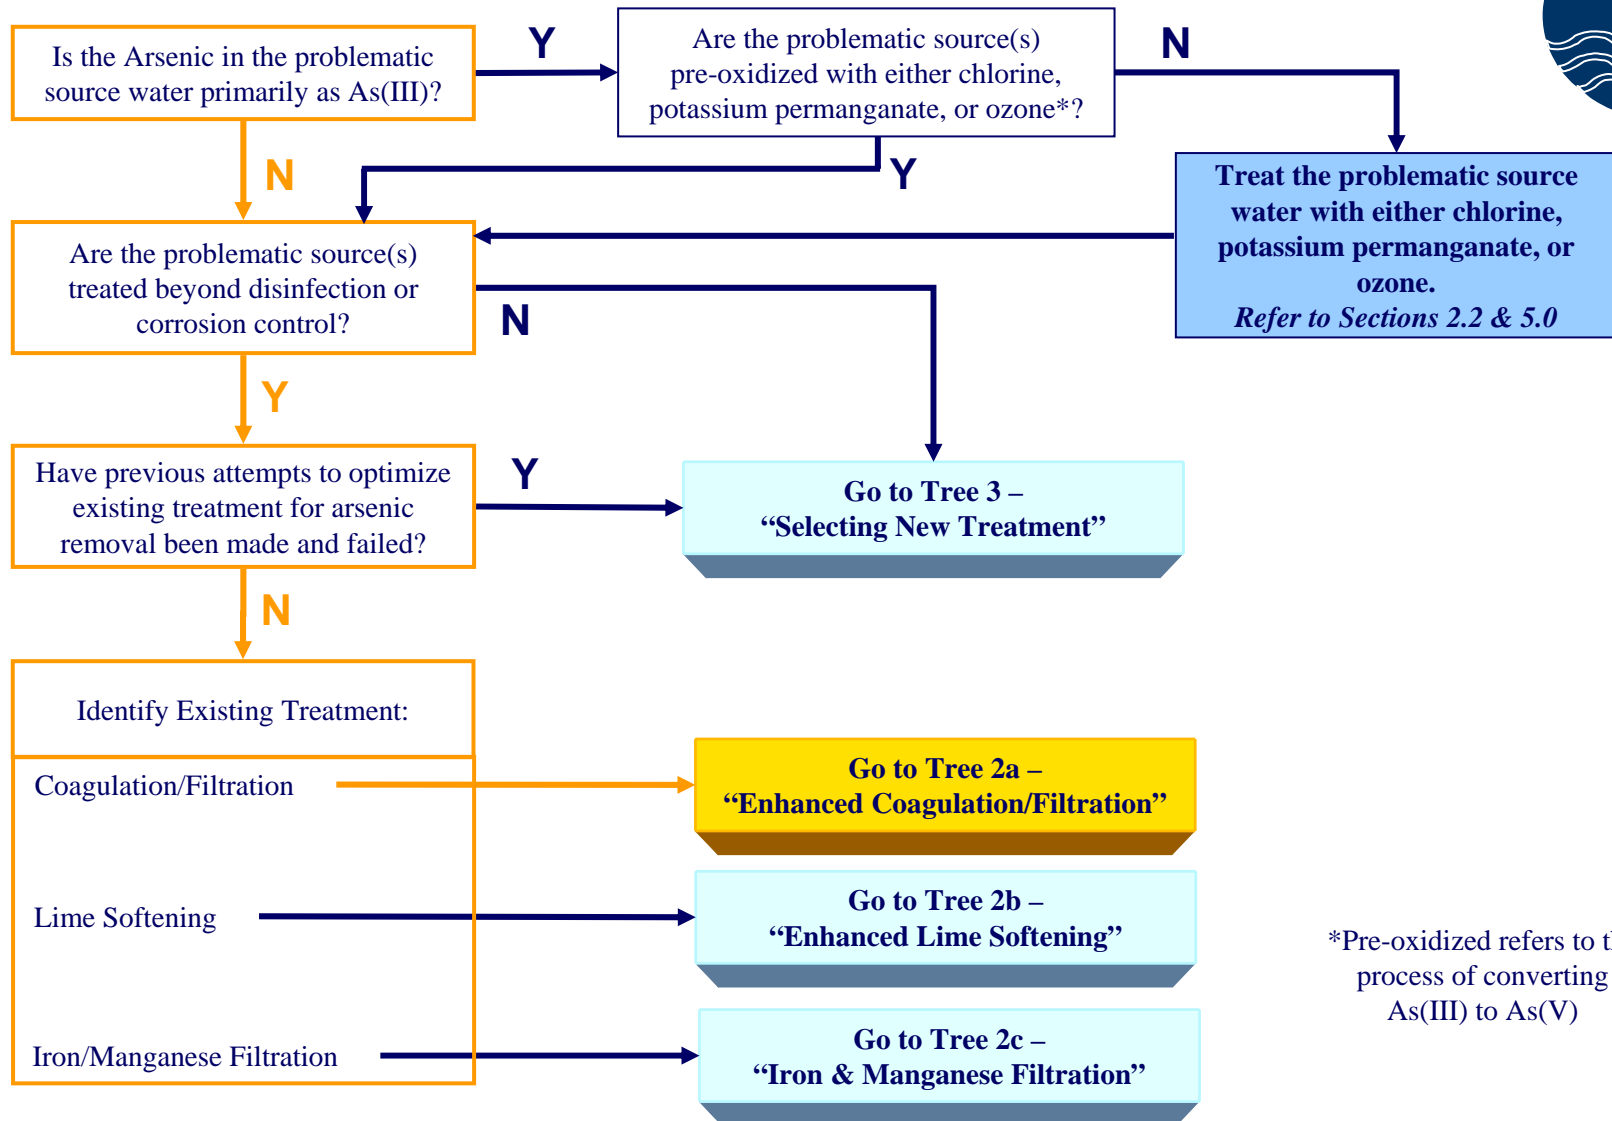 Is the Arsenic in the problematic
source water primarily as As(III)?
Y
Are the problematic source(s)
pre-oxidized with either chlorine,
potassium permanganate, or ozone*?
N
N
Y
Treat the problematic source
water with either chlorine,
potassium permanganate, or
ozone.
Refer to Sections 2.2 & 5.0
Are the problematic source(s)
treated beyond disinfection or
corrosion control?
N
Y
Have previous attempts to optimize
existing treatment for arsenic
removal been made and failed?
Y
Go to Tree 3 –
“Selecting New Treatment”
N
Identify Existing Treatment:
Coagulation/Filtration
Go to Tree 2a –
“Enhanced Coagulation/Filtration”
Lime Softening
Go to Tree 2b –
“Enhanced Lime Softening”
Iron/Manganese Filtration
Go to Tree 2c –
“Iron & Manganese Filtration”
*Pre-oxidized refers to
process of converting
As(III) to As(V)